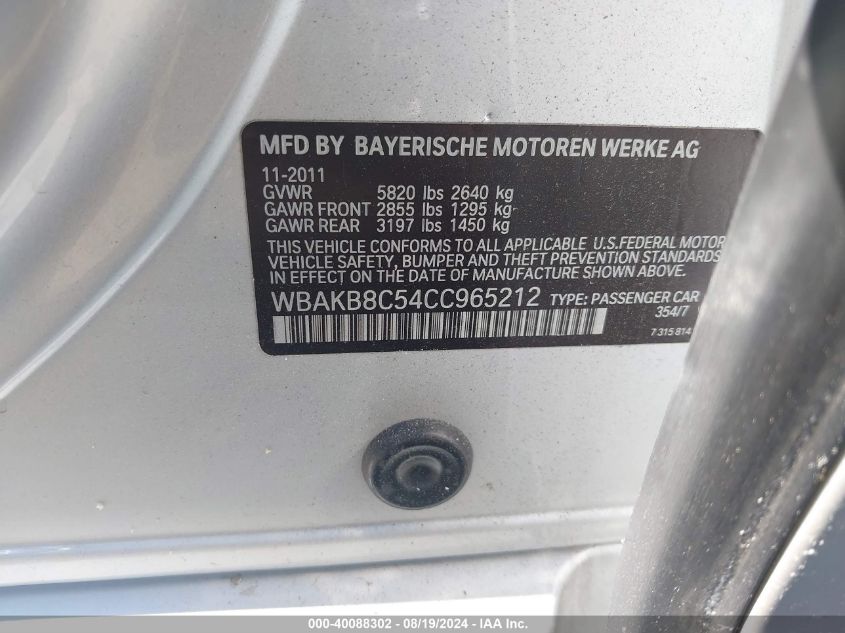 MFD BY BAYERISCHE MOTOREN WERKE AG
11-2011
GVWR 5820 lbs 2640 kg
GAWR FRONT 2855 lbs 1295 kg
GAWR REAR 3197 lbs 1450 kg
THIS VEHICLE CONFORMS TO ALL APPLICABLE U.S.FEDERAL MOTOR
VEHICLE SAFETY, BUMPER AND THEFT PREVENTION STANDARDS
IN EFFECT ON THE DATE OF MANUFACTURE SHOWN ABOVE.
WBAKB8C54CC965212 TYPE: PASSENGER CAR
354/7
7 315 814
000-40088302 - 08/19/2024 - IAA Inc.